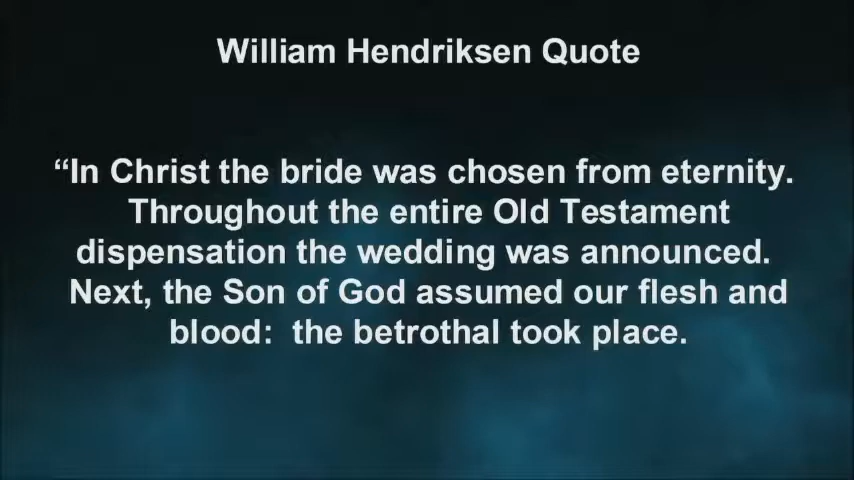 William Hendriksen Quote
“In Christ the bride was chosen from eternity.
Throughout the entire Old Testament
dispensation the wedding was announced.
Next, the Son of God assumed our flesh and
blood:  the betrothal took place.